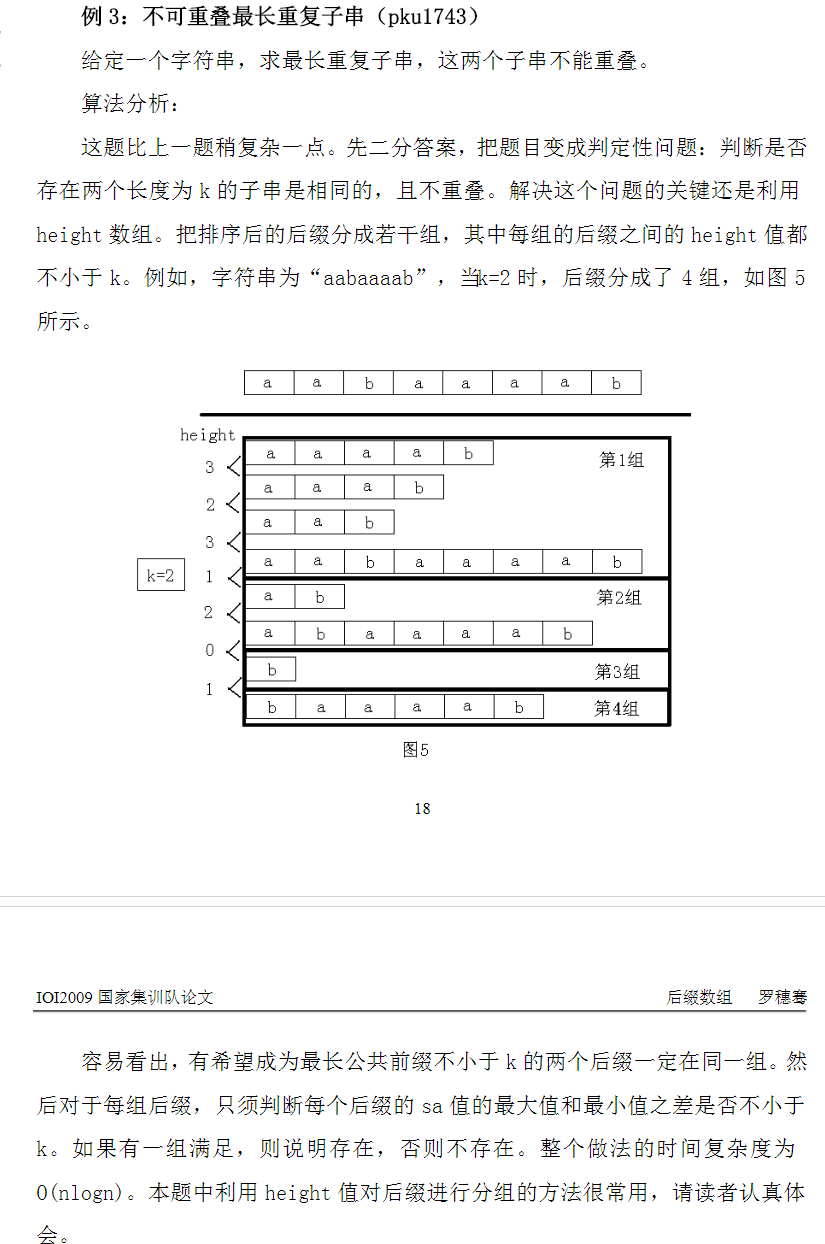 例 3：不可重叠最长重复子串（pku1743）
给定一个字符串，求最长重复子串，这两个子串不能重叠。
算法分析：
这题比上一题稍复杂一点。先二分答案，把题目变成判定性问题：判断是否
存在两个长度为 k 的子串是相同的，且不重叠。解决这个问题的关键还是利用
height 数组。把排序后的后缀分成若干组，其中每组的后缀之间的 height 值都
不小于 k。例如，字符串为“aabaaaab”，当k=2 时，后缀分成了 4 组，如图 5
所示。
a a b a a a a b
height
a a a a b 第1组
3
a a a b
2
a a b
3
a a b a a a a b
k=2 1
a b 第2组
2
a b a a a a b
0
b 第3组
1
b a a a a b 第4组
图5
18
IOI2009 国家集训队论文 后缀数组 罗穗骞
容易看出，有希望成为最长公共前缀不小于 k 的两个后缀一定在同一组。然
后对于每组后缀，只须判断每个后缀的 sa 值的最大值和最小值之差是否不小于
k。如果有一组满足，则说明存在，否则不存在。整个做法的时间复杂度为
O(nlogn)。本题中利用 height 值对后缀进行分组的方法很常用，请读者认真体
会。